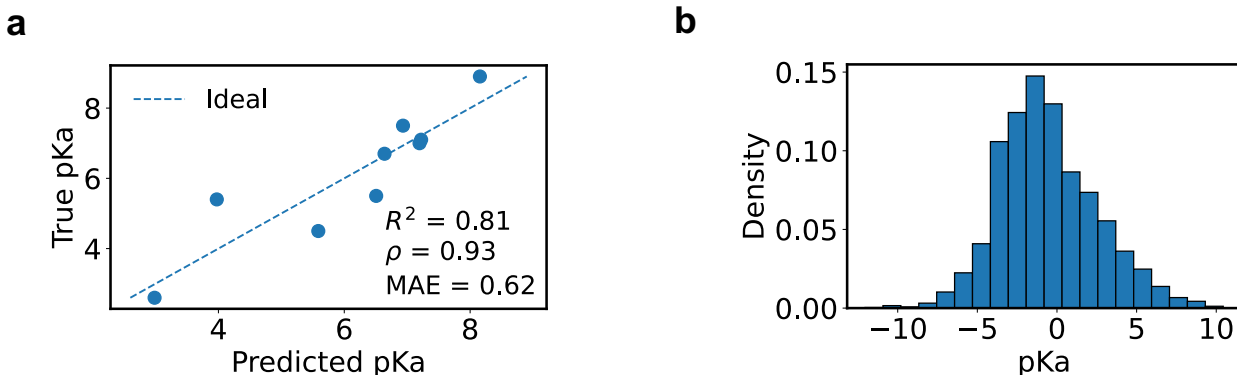 a
Ideal
8
6
4
True pKa
R² = 0.81
ρ = 0.93
MAE = 0.62
4
6
8
Predicted pKa
b
0.15
0.10
0.05
0.00
Density
−10
−5
0
5
10
pKa